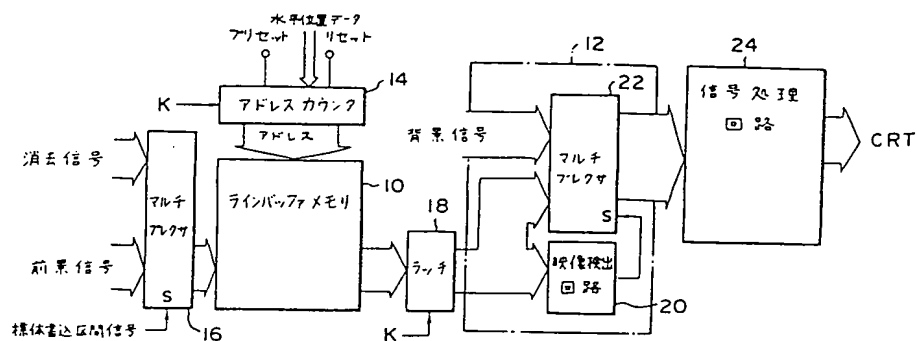 水平位置データ
プリセット リセット
12
24
14
22
K
アドレスカウンタ
アドレス
背景信号
信号処理
回路
CRT
消去信号
マルチ
プレクサ
10
ラインバッファメモリ
18
マルチ
プレクサ
S
前景信号
ラッチ
映像検出
回路
S
16
K
20
標体書込区間信号